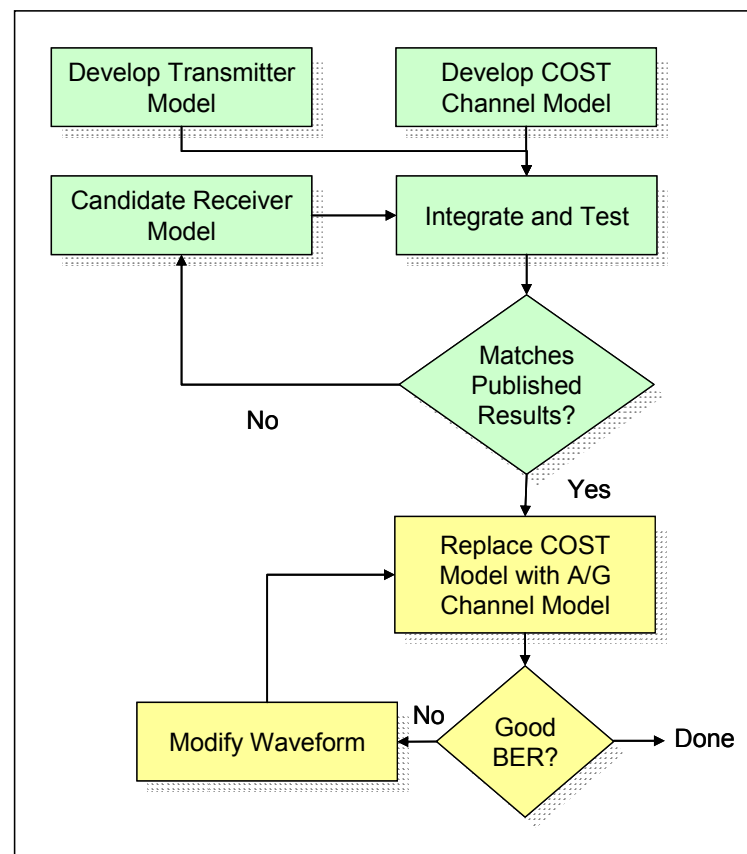 Develop Transmitter
Model
Develop COST
Channel Model
Candidate Receiver
Model
Integrate and Test
Matches
Published
Results?
No
Yes
Replace COST
Model with A/G
Channel Model
Modify Waveform
No
Good
BER?
Done